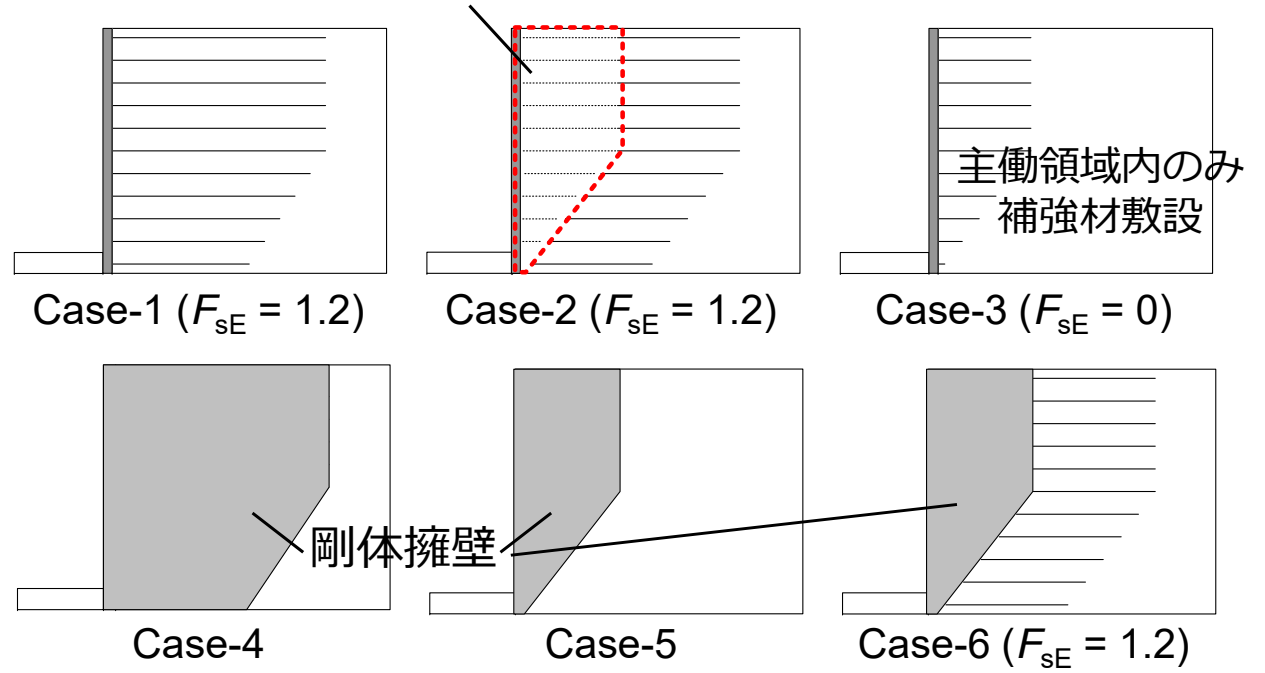 主働領域内のみ
補強材敷設
Case-1 (FsE = 1.2)
Case-2 (FsE = 1.2)
Case-3 (FsE = 0)
剛体擁壁
Case-4
Case-5
Case-6 (FsE = 1.2)